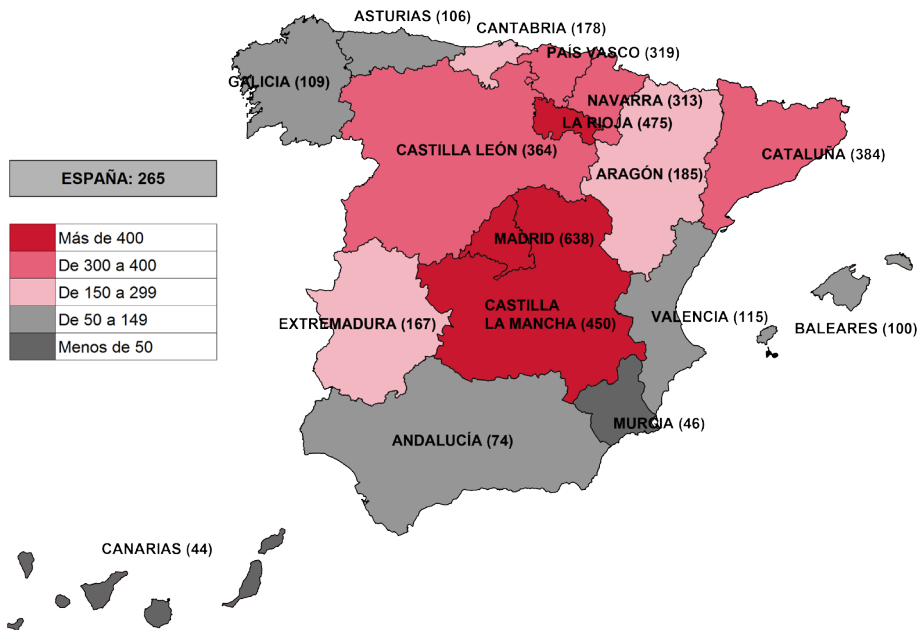 ASTURIAS (106)
CANTABRIA (178)
PAÍS VASCO (319)
GALICIA (109)
NAVARRA (313)
LA RIOJA (475)
CASTILLA LEÓN (364)
CATALUÑA (384)
ARAGÓN (185)
ESPAÑA: 265
Más de 400
De 300 a 400
De 150 a 299
De 50 a 149
Menos de 50
MADRID (638)
CASTILLA
LA MANCHA (450)
EXTREMADURA (167)
VALENCIA (115)
BALEARES (100)
MURCIA (46)
ANDALUCÍA (74)
CANARIAS (44)